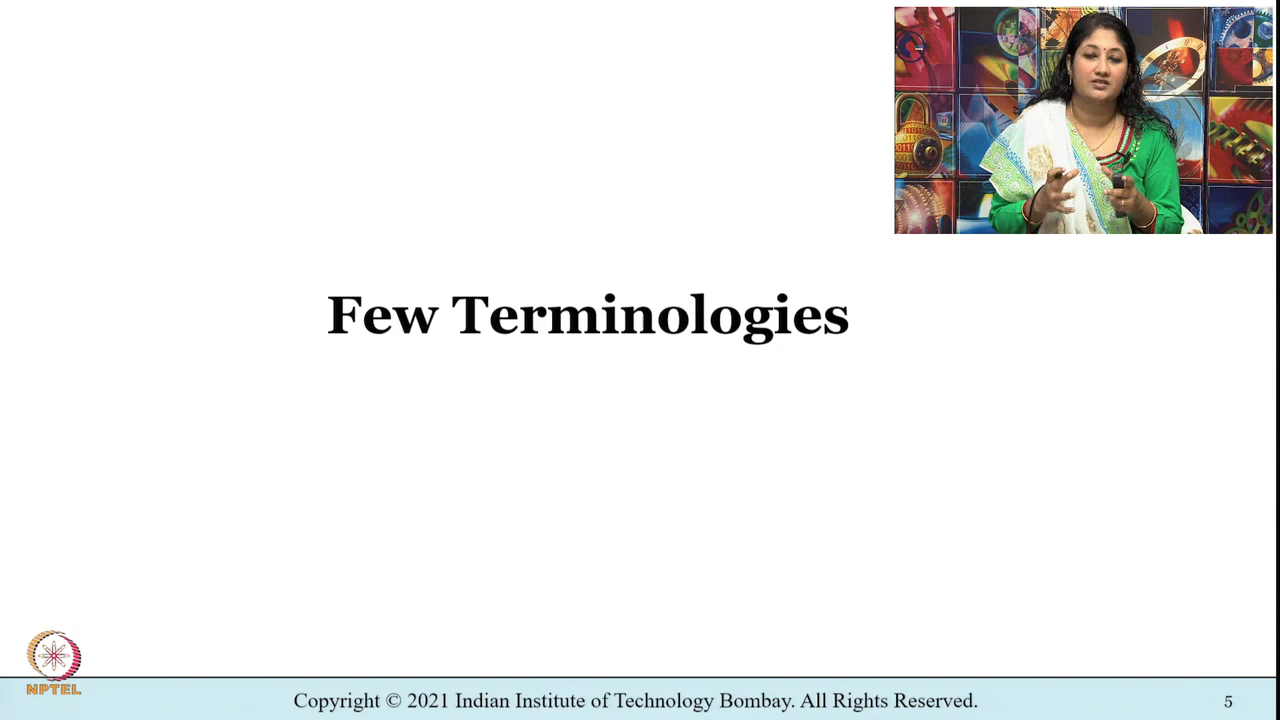 Few Terminologies
NPTEL
Copyright © 2021 Indian Institute of Technology Bombay. All Rights Reserved.
5